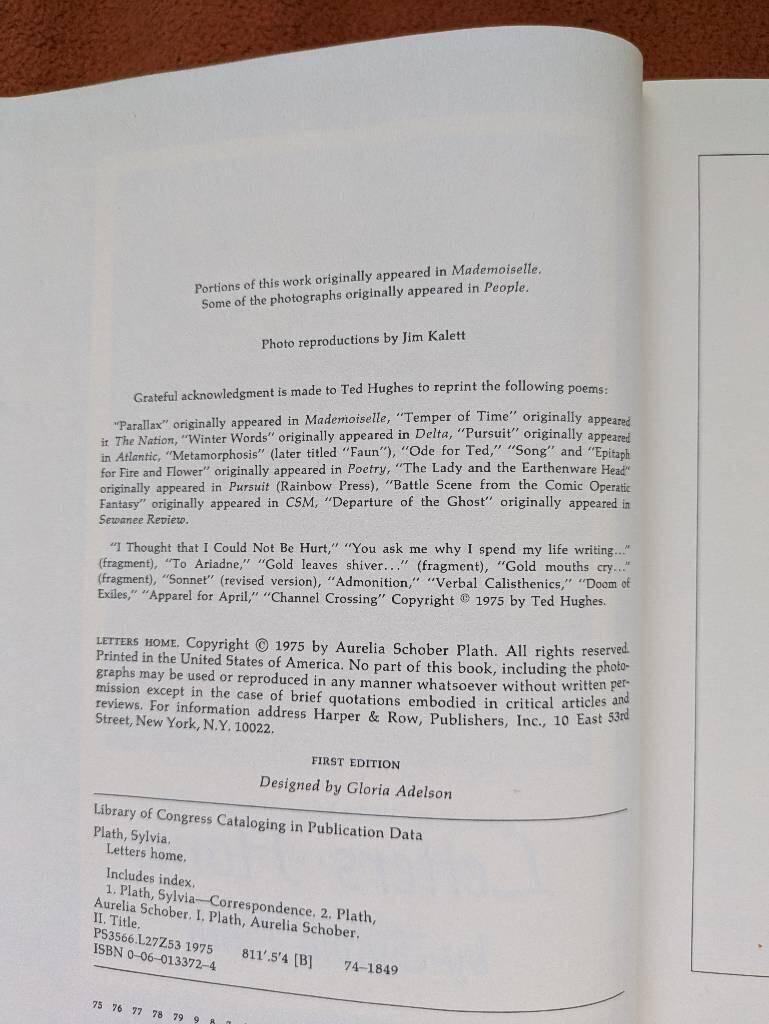 Portions of this work originally appeared in Mademoiselle.
Some of the photographs originally appeared in People.
Photo reproductions by Jim Kalett
Grateful acknowledgment is made to Ted Hughes to reprint the following poems:
"Parallax" originally appeared in Mademoiselle, "Temper of Time" originally appeared
in The Nation, "Winter Words" originally appeared in Delta, "Pursuit" originally appeared
in Atlantic, "Metamorphosis" (later titled "Faun"), "Ode for Ted," "Song" and "Epitaph
for Fire and Flower" originally appeared in Poetry, "The Lady and the Earthenware Head"
originally appeared in Pursuit (Rainbow Press), "Battle Scene from the Comic Operatic
Fantasy" originally appeared in CSM, "Departure of the Ghost" originally appeared in
Sewanee Review.
"I Thought that I Could Not Be Hurt," "You ask me why I spend my life writing..."
(fragment), "To Ariadne," "Gold leaves shiver..." (fragment), "Gold mouths cry..."
(fragment), "Sonnet" (revised version), "Admonition," "Verbal Calisthenics," "Doom of
Exiles," "Apparel for April," "Channel Crossing" Copyright © 1975 by Ted Hughes.
LETTERS HOME. Copyright © 1975 by Aurelia Schober Plath. All rights reserved.
Printed in the United States of America. No part of this book, including the photo-
graphs may be used or reproduced in any manner whatsoever without written per-
mission except in the case of brief quotations embodied in critical articles and
reviews. For information address Harper & Row, Publishers, Inc., 10 East 53rd
Street, New York, N.Y. 10022.
FIRST EDITION
Designed by Gloria Adelson
Library of Congress Cataloging in Publication Data
Plath, Sylvia.
Letters home.
Includes index.
1. Plath, Sylvia—Correspondence. 2. Plath,
Aurelia Schober. I. Plath, Aurelia Schober.
II. Title.
PS3566.L27Z53 1975 811'.5'4 [B] 74–1849
ISBN 0–06–013372–4
75 76 77 78 79 9 8